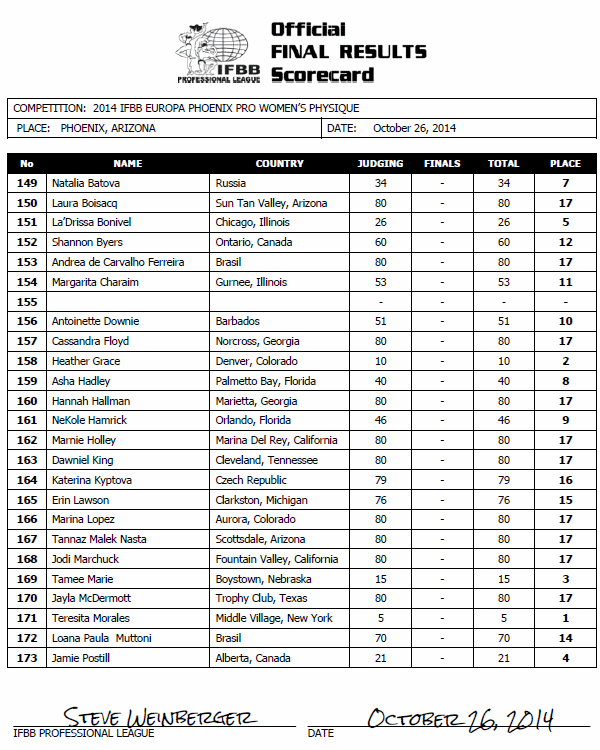 Official
FINAL RESULTS
Scorecard
IFBB
PROFESSIONAL LEAGUE
COMPETITION: 2014 IFBB EUROPA PHOENIX PRO WOMEN'S PHYSIQUE
PLACE: PHOENIX, ARIZONA DATE: October 26, 2014
No NAME COUNTRY JUDGING FINALS TOTAL PLACE
149 Natalia Batova Russia 34 - 34 7
150 Laura Boisacq Sun Tan Valley, Arizona 80 - 80 17
151 La'Drissa Bonivel Chicago, Illinois 26 - 26 5
152 Shannon Byers Ontario, Canada 60 - 60 12
153 Andrea de Carvalho Ferreira Brasil 80 - 80 17
154 Margarita Charaim Gurnee, Illinois 53 - 53 11
155 - - - -
156 Antoinette Downie Barbados 51 - 51 10
157 Cassandra Floyd Norcross, Georgia 80 - 80 17
158 Heather Grace Denver, Colorado 10 - 10 2
159 Asha Hadley Palmetto Bay, Florida 40 - 40 8
160 Hannah Hallman Marietta, Georgia 80 - 80 17
161 NeKole Hamrick Orlando, Florida 46 - 46 9
162 Marnie Holley Marina Del Rey, California 80 - 80 17
163 Dawniel King Cleveland, Tennessee 80 - 80 17
164 Katerina Kyptova Czech Republic 79 - 79 16
165 Erin Lawson Clarkston, Michigan 76 - 76 15
166 Marina Lopez Aurora, Colorado 80 - 80 17
167 Tannaz Malek Nasta Scottsdale, Arizona 80 - 80 17
168 Jodi Marchuck Fountain Valley, California 80 - 80 17
169 Tamee Marie Boystown, Nebraska 15 - 15 3
170 Jayla McDermott Trophy Club, Texas 80 - 80 17
171 Teresita Morales Middle Village, New York 5 - 5 1
172 Loana Paula Muttoni Brasil 70 - 70 14
173 Jamie Postill Alberta, Canada 21 - 21 4
STEVE WEINBERGER OCTOBER 26, 2014
IFBB PROFESSIONAL LEAGUE DATE